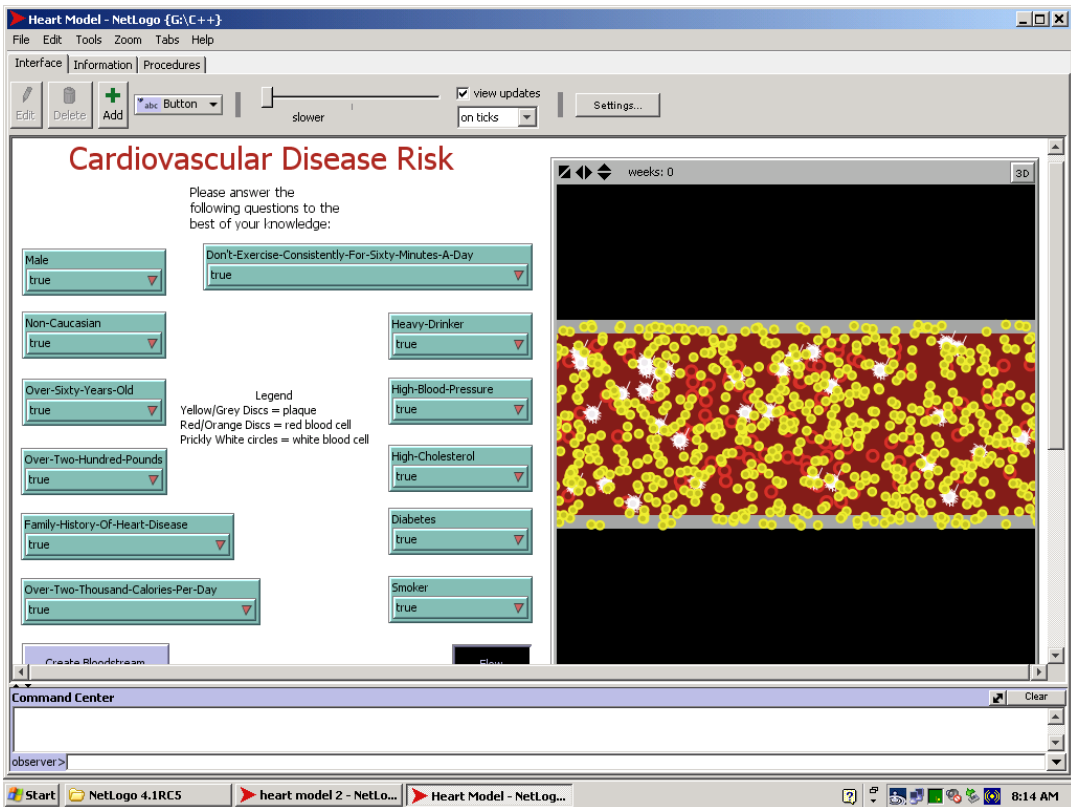 Heart Model - NetLogo {G:\C++}
File Edit Tools Zoom Tabs Help
Interface Information Procedures
Edit Delete Add abc Button slower view updates on ticks Settings...
Cardiovascular Disease Risk
weeks: 0 3D
Please answer the
following questions to the
best of your knowledge:
Male
true
Don't-Exercise-Consistently-For-Sixty-Minutes-A-Day
true
Non-Caucasian
true
Heavy-Drinker
true
Over-Sixty-Years-Old
true
High-Blood-Pressure
true
Legend
Yellow/Grey Discs = plaque
Red/Orange Discs = red blood cell
Prickly White circles = white blood cell
Over-Two-Hundred-Pounds
true
High-Cholesterol
true
Family-History-Of-Heart-Disease
true
Diabetes
true
Over-Two-Thousand-Calories-Per-Day
true
Smoker
true
Create Bloodstream
Flow
Command Center Clear
observer>
Start NetLogo 4.1RC5 heart model 2 - NetLo... Heart Model - NetLog... 8:14 AM